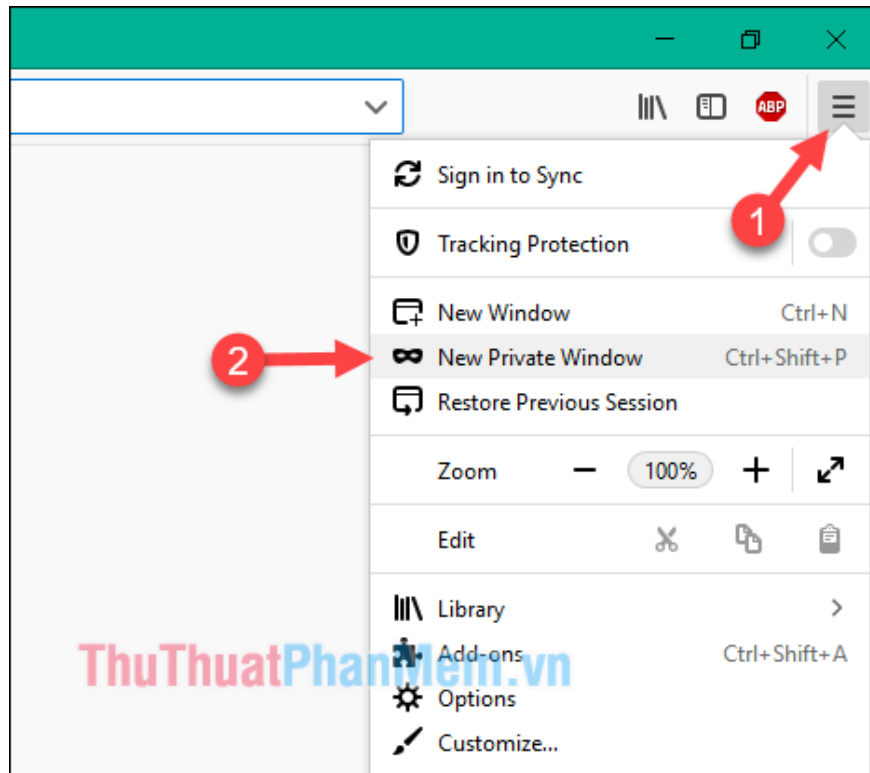 ABP
Sign in to Sync
1
Tracking Protection
New Window Ctrl+N
2 New Private Window Ctrl+Shift+P
Restore Previous Session
Zoom 100%
Edit
Library
ThuThuatPhanMem.vn
Add-ons Ctrl+Shift+A
Options
Customize...